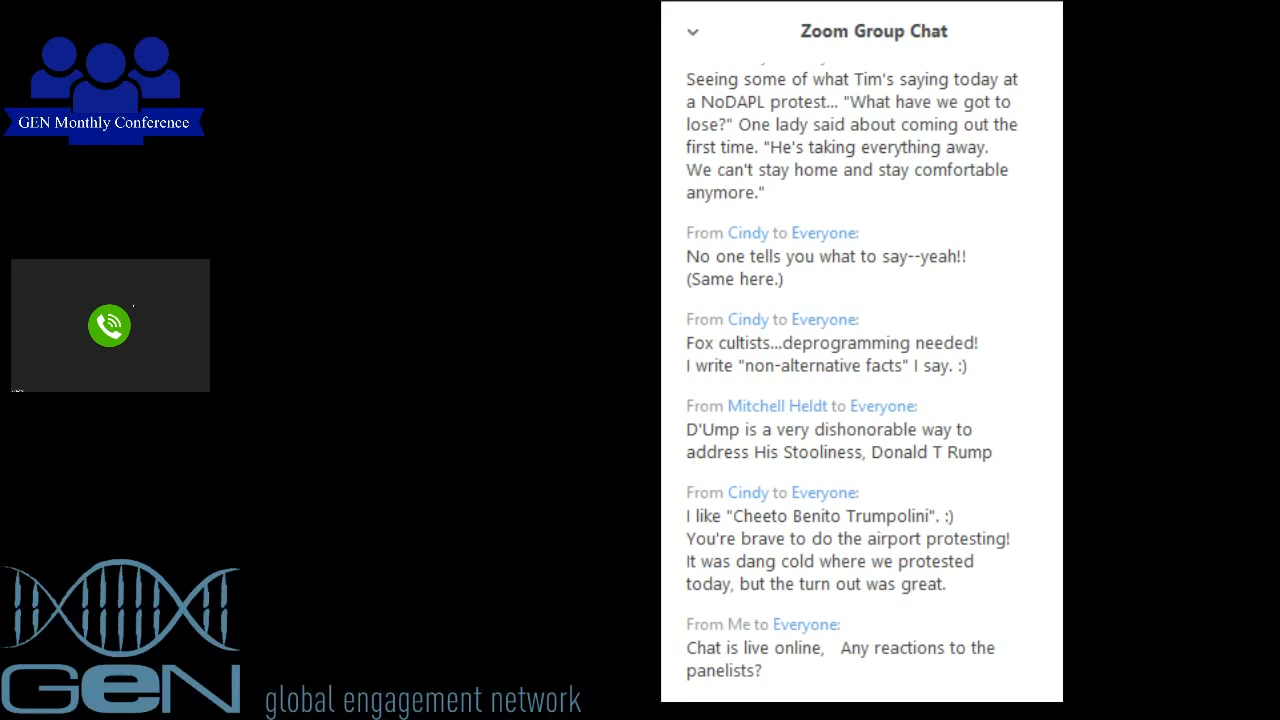 GEN Monthly Conference
Zoom Group Chat
Seeing some of what Tim's saying today at
a NoDAPL protest... "What have we got to
lose?" One lady said about coming out the
first time. "He's taking everything away.
We can't stay home and stay comfortable
anymore."
From Cindy to Everyone:
No one tells you what to say--yeah!!
(Same here.)
From Cindy to Everyone:
Fox cultists...deprogramming needed!
I write "non-alternative facts" I say. :)
From Mitchell Heldt to Everyone:
D'Ump is a very dishonorable way to
address His Stooliness, Donald T Rump
From Cindy to Everyone:
I like "Cheeto Benito Trumpolini". :)
You're brave to do the airport protesting!
It was dang cold where we protested
today, but the turn out was great.
From Me to Everyone:
Chat is live online,   Any reactions to the
panelists?
GeN
global engagement network